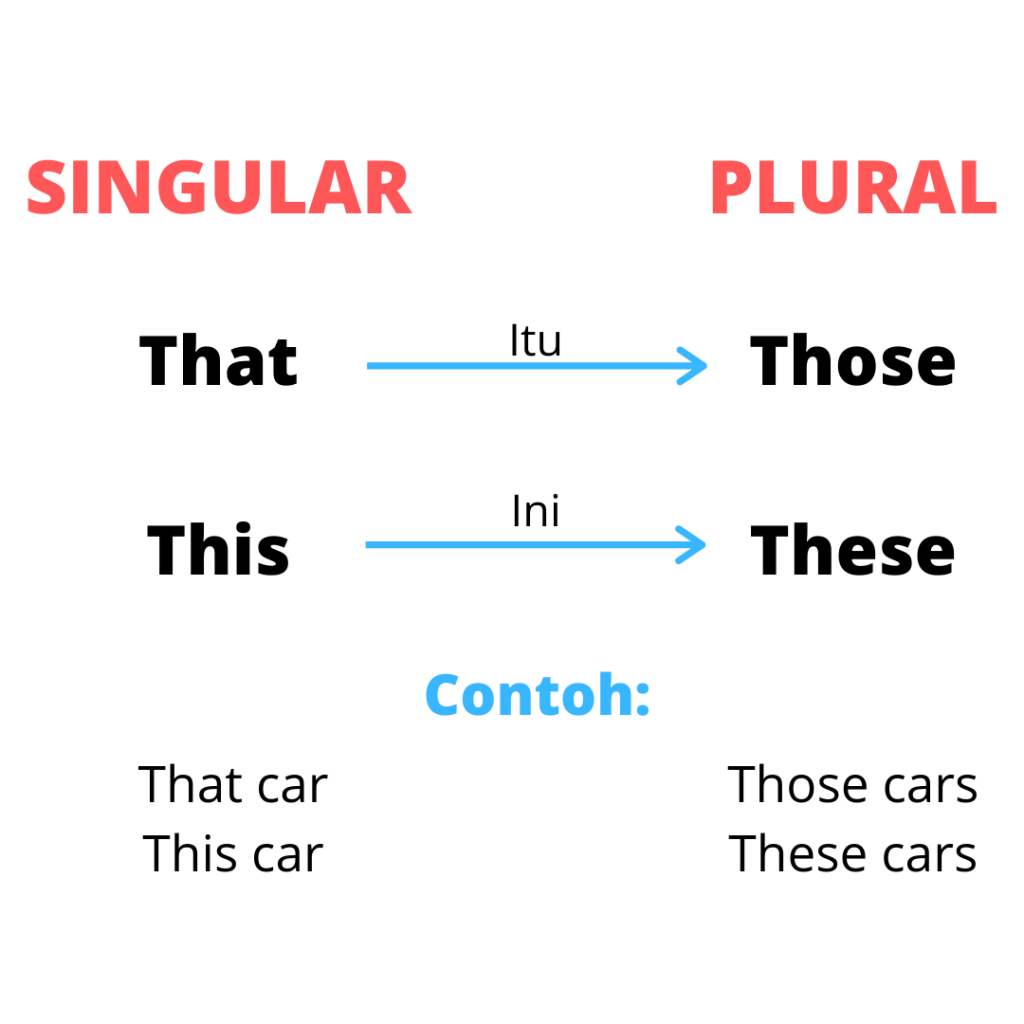 SINGULAR PLURAL
That Itu Those
This Ini These
Contoh:
That car Those cars
This car These cars